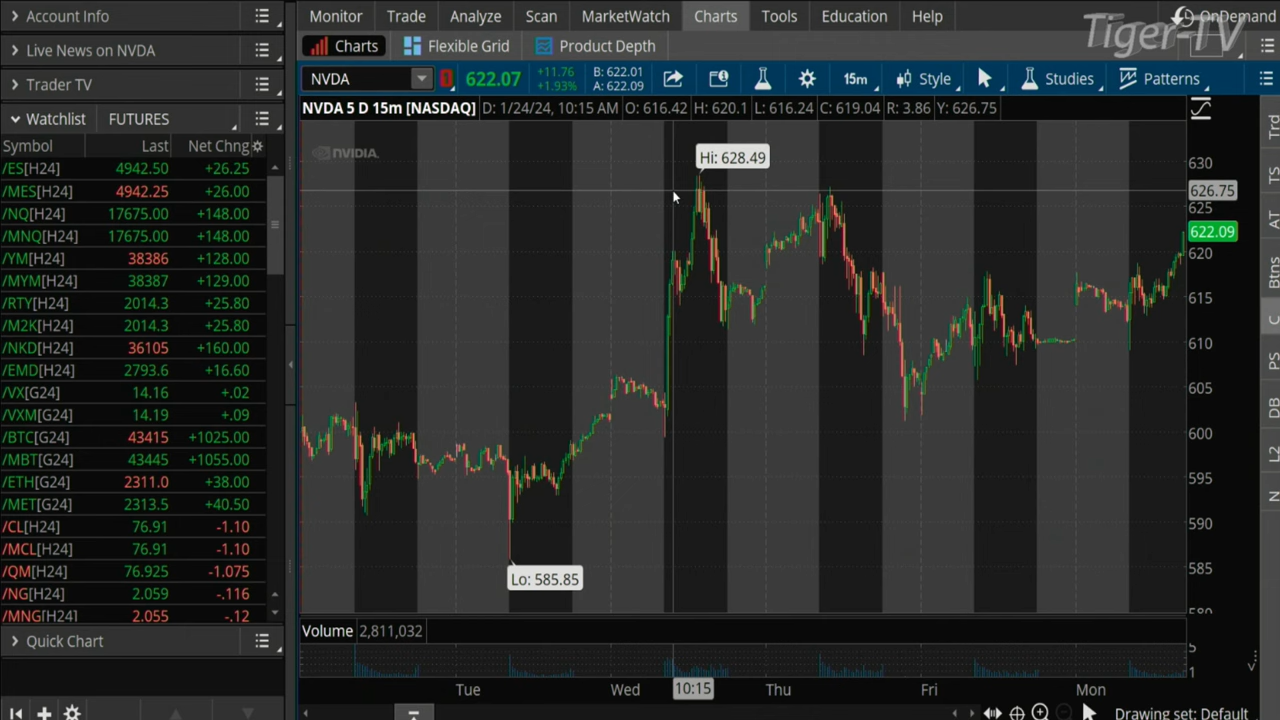 Account Info
Monitor Trade Analyze Scan MarketWatch Charts Tools Education Help
OnDemand
Tiger-TV
Live News on NVDA
Charts Flexible Grid Product Depth
Trader TV
NVDA 622.07 +11.76 +1.93% B: 622.01 A: 622.09 15m Style Studies Patterns
Watchlist FUTURES
NVDA 5 D 15m [NASDAQ] D: 1/24/24, 10:15 AM O: 616.42 H: 620.1 L: 616.24 C: 619.04 R: 3.86 Y: 626.75
Symbol Last Net Chng
/ES[H24] 4942.50 +26.25
/MES[H24] 4942.25 +26.00
/NQ[H24] 17675.00 +148.00
/MNQ[H24] 17675.00 +148.00
/YM[H24] 38386 +128.00
/MYM[H24] 38387 +129.00
/RTY[H24] 2014.3 +25.80
/M2K[H24] 2014.3 +25.80
/NKD[H24] 36105 +160.00
/EMD[H24] 2793.6 +16.60
/VX[G24] 14.16 +.02
/VXM[G24] 14.19 +.09
/BTC[G24] 43415 +1025.00
/MBT[G24] 43445 +1055.00
/ETH[G24] 2311.0 +38.00
/MET[G24] 2313.5 +40.50
/CL[H24] 76.91 -1.10
/MCL[H24] 76.91 -1.10
/QM[H24] 76.925 -1.075
/NG[H24] 2.059 -.116
/MNG[H24] 2.055 -.12
Quick Chart
NVIDIA.
Hi: 628.49
Lo: 585.85
630
626.75
625
622.09
620
615
610
605
600
595
590
585
580
Volume 2,811,032
5
1
Tue Wed 10:15 Thu Fri Mon
Drawing set: Default
Trd
TS
AT
Btns
C
PS
DB
L2
N